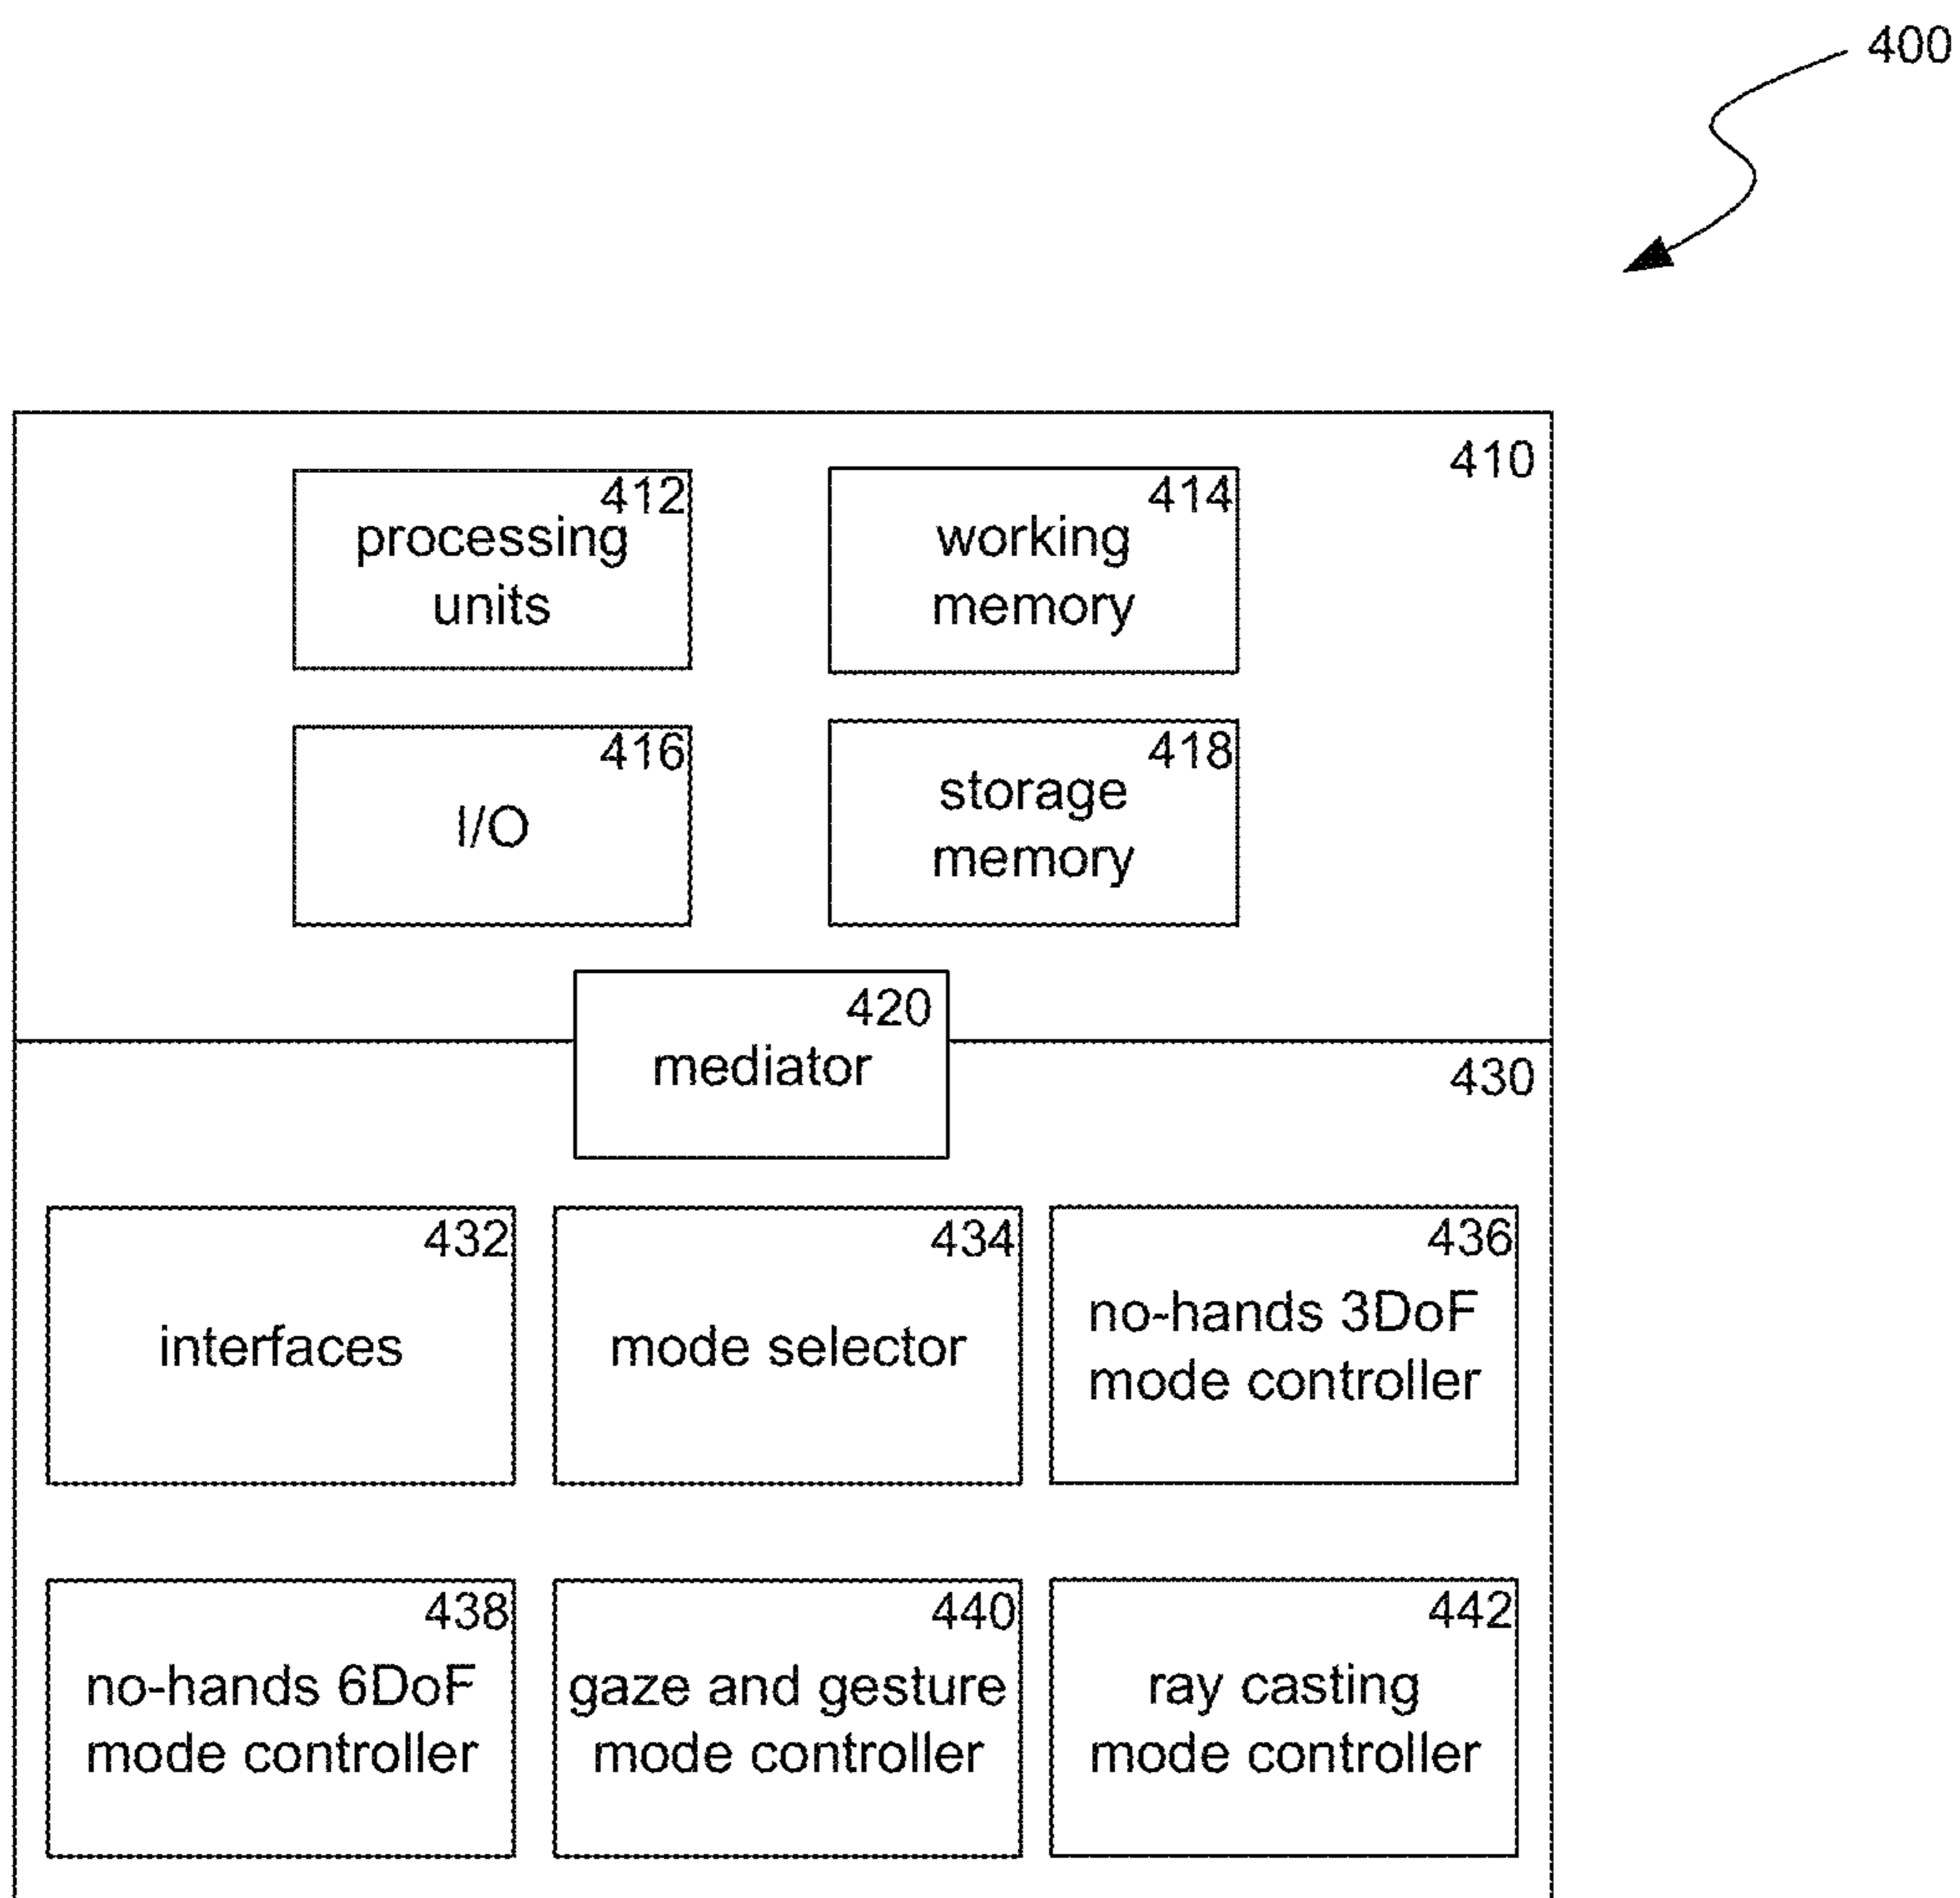 400
410
412
processing
units
414
working
memory
416
I/O
418
storage
memory
420
mediator
430
432
interfaces
434
mode selector
436
no-hands 3DoF
mode controller
438
no-hands 6DoF
mode controller
440
gaze and gesture
mode controller
442
ray casting
mode controller